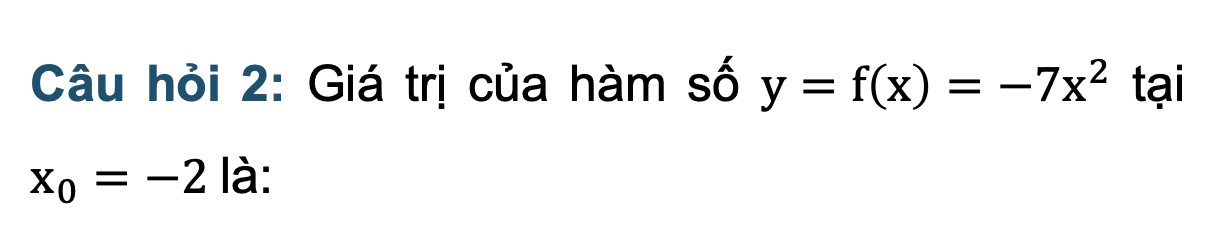 Câu hỏi 2: Giá trị của hàm số y = f(x) = −7x² tại
x₀ = −2 là: